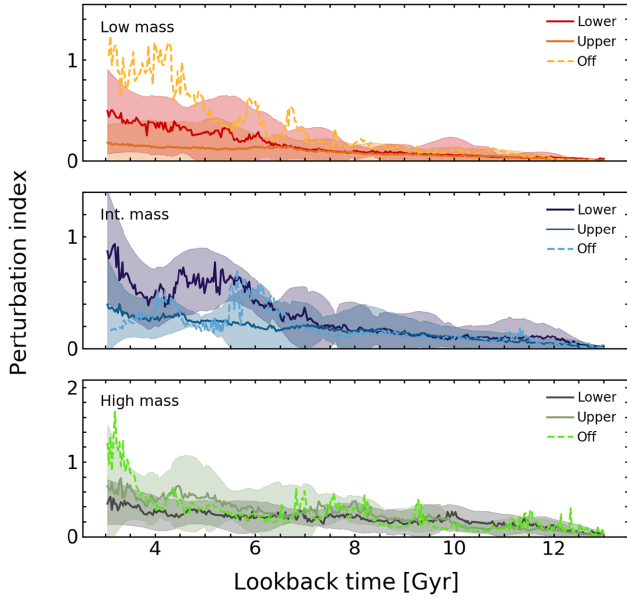 Perturbation index
Low mass
Lower
Upper
Off
1
0
Int. mass
Lower
Upper
Off
1
0
High mass
Lower
Upper
Off
2
1
0
4 6 8 10 12
Lookback time [Gyr]